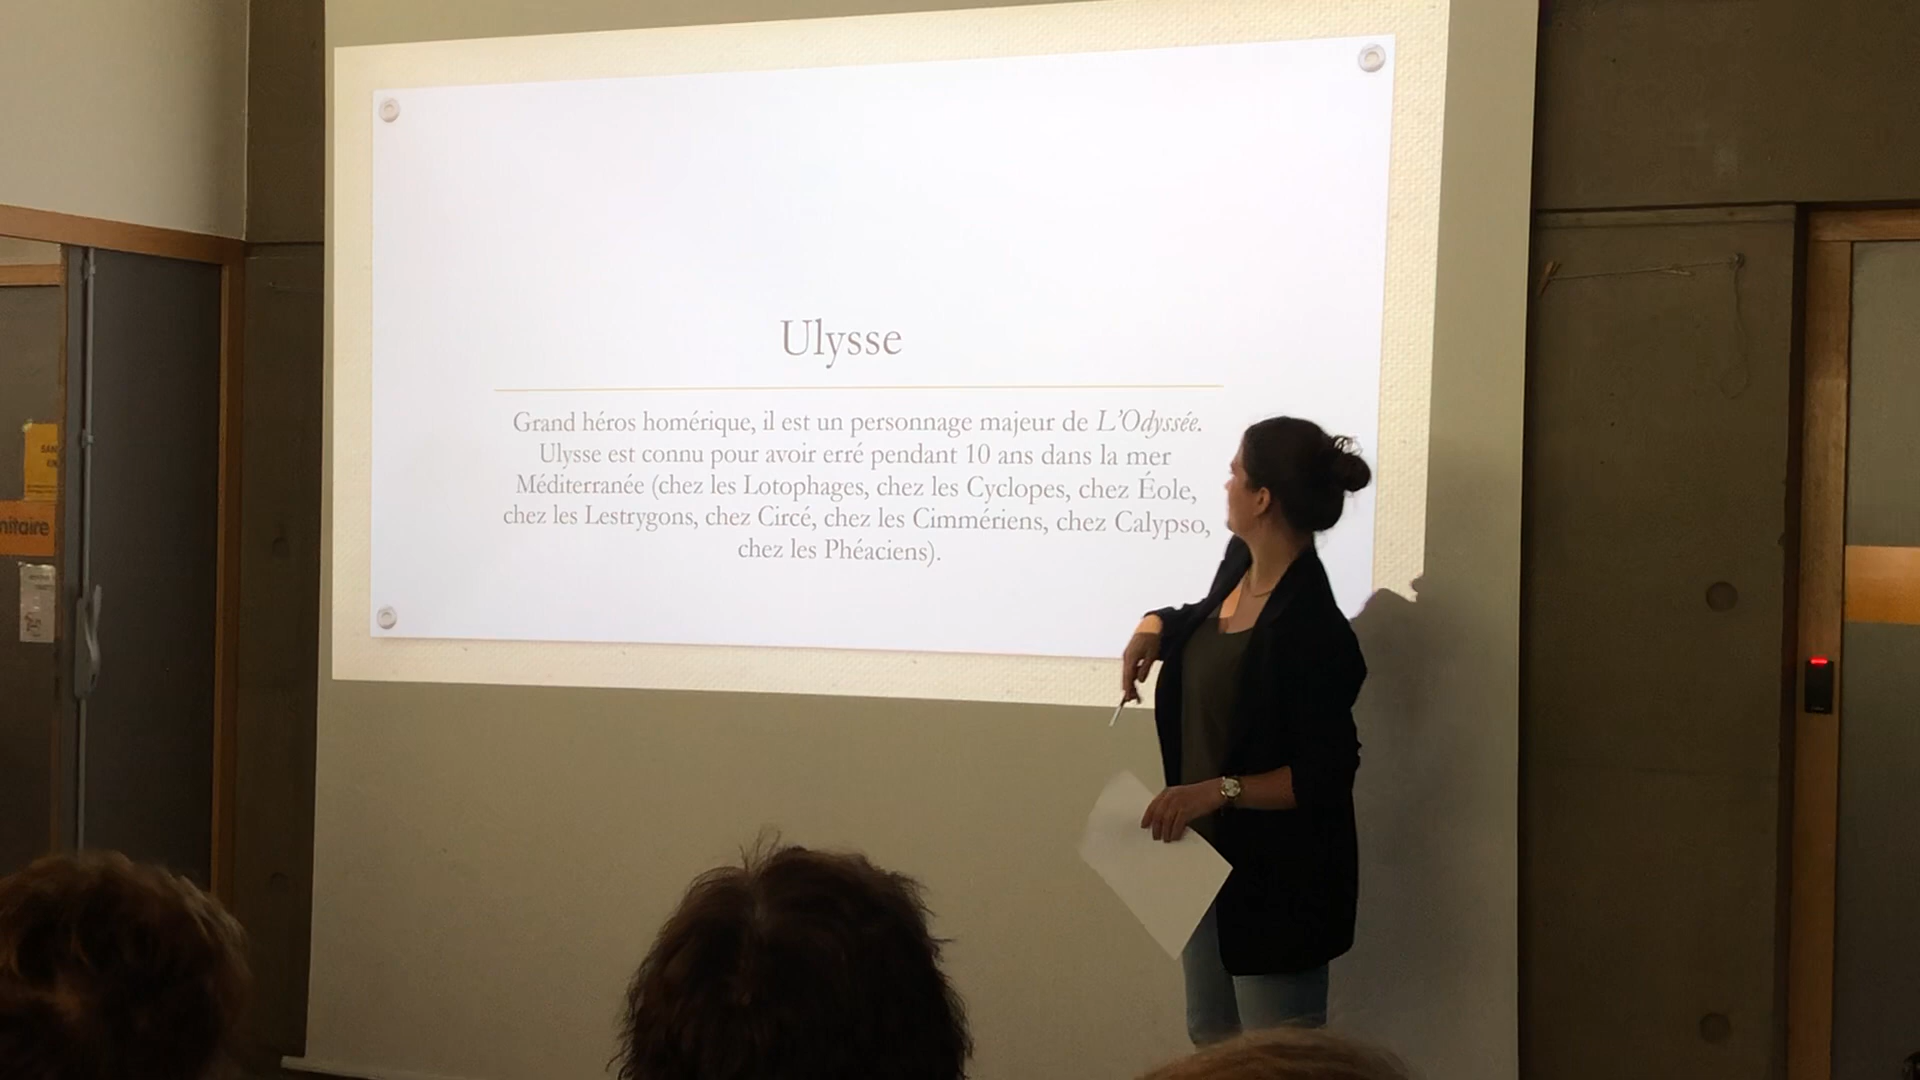 Ulysse
Grand héros homérique, il est un personnage majeur de L'Odyssée.
Ulysse est connu pour avoir erré pendant 10 ans dans la mer
Méditerranée (chez les Lotophages, chez les Cyclopes, chez Éole,
chez les Lestrygons, chez Circé, chez les Cimmériens, chez Calypso,
chez les Phéaciens).
nitaire